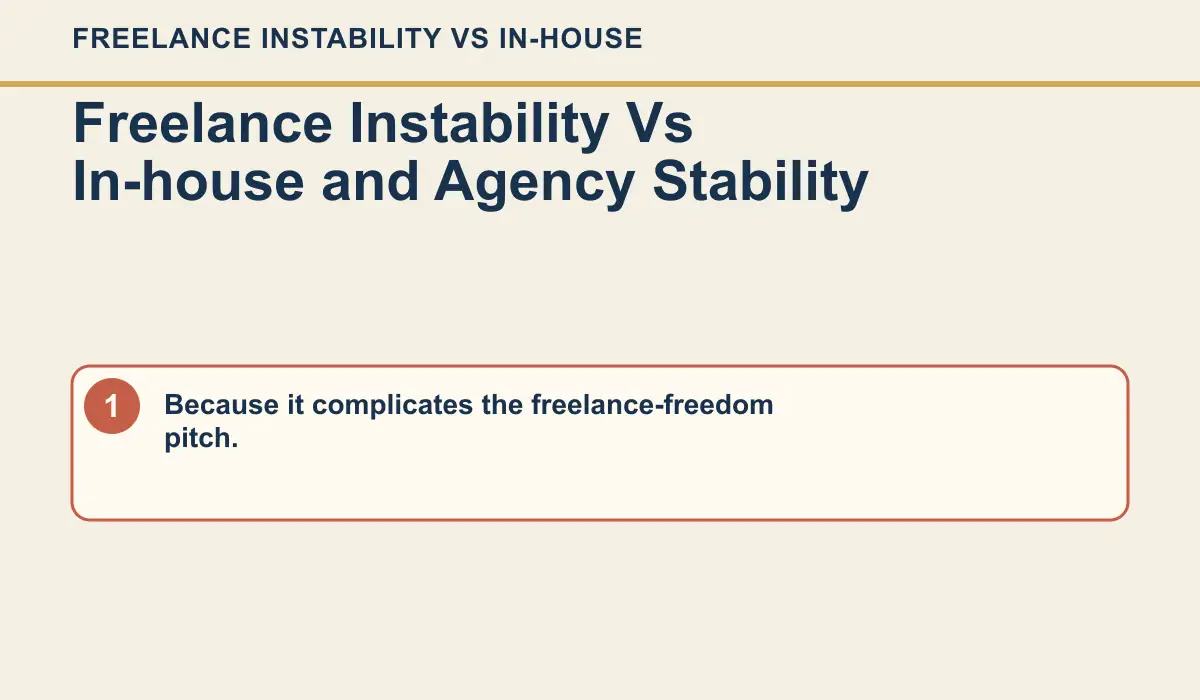 FREELANCE INSTABILITY VS IN-HOUSE
Freelance Instability Vs
In-house and Agency Stability
1
Because it complicates the freelance-freedom
pitch.